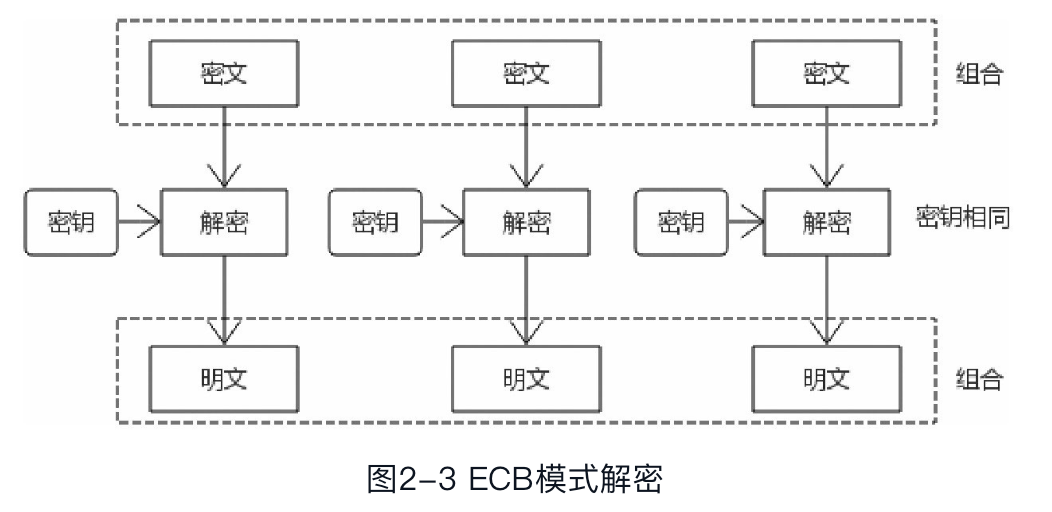 密文 密文 密文 组合
密钥 解密 密钥 解密 密钥 解密 密钥相同
明文 明文 明文 组合
图2-3 ECB模式解密